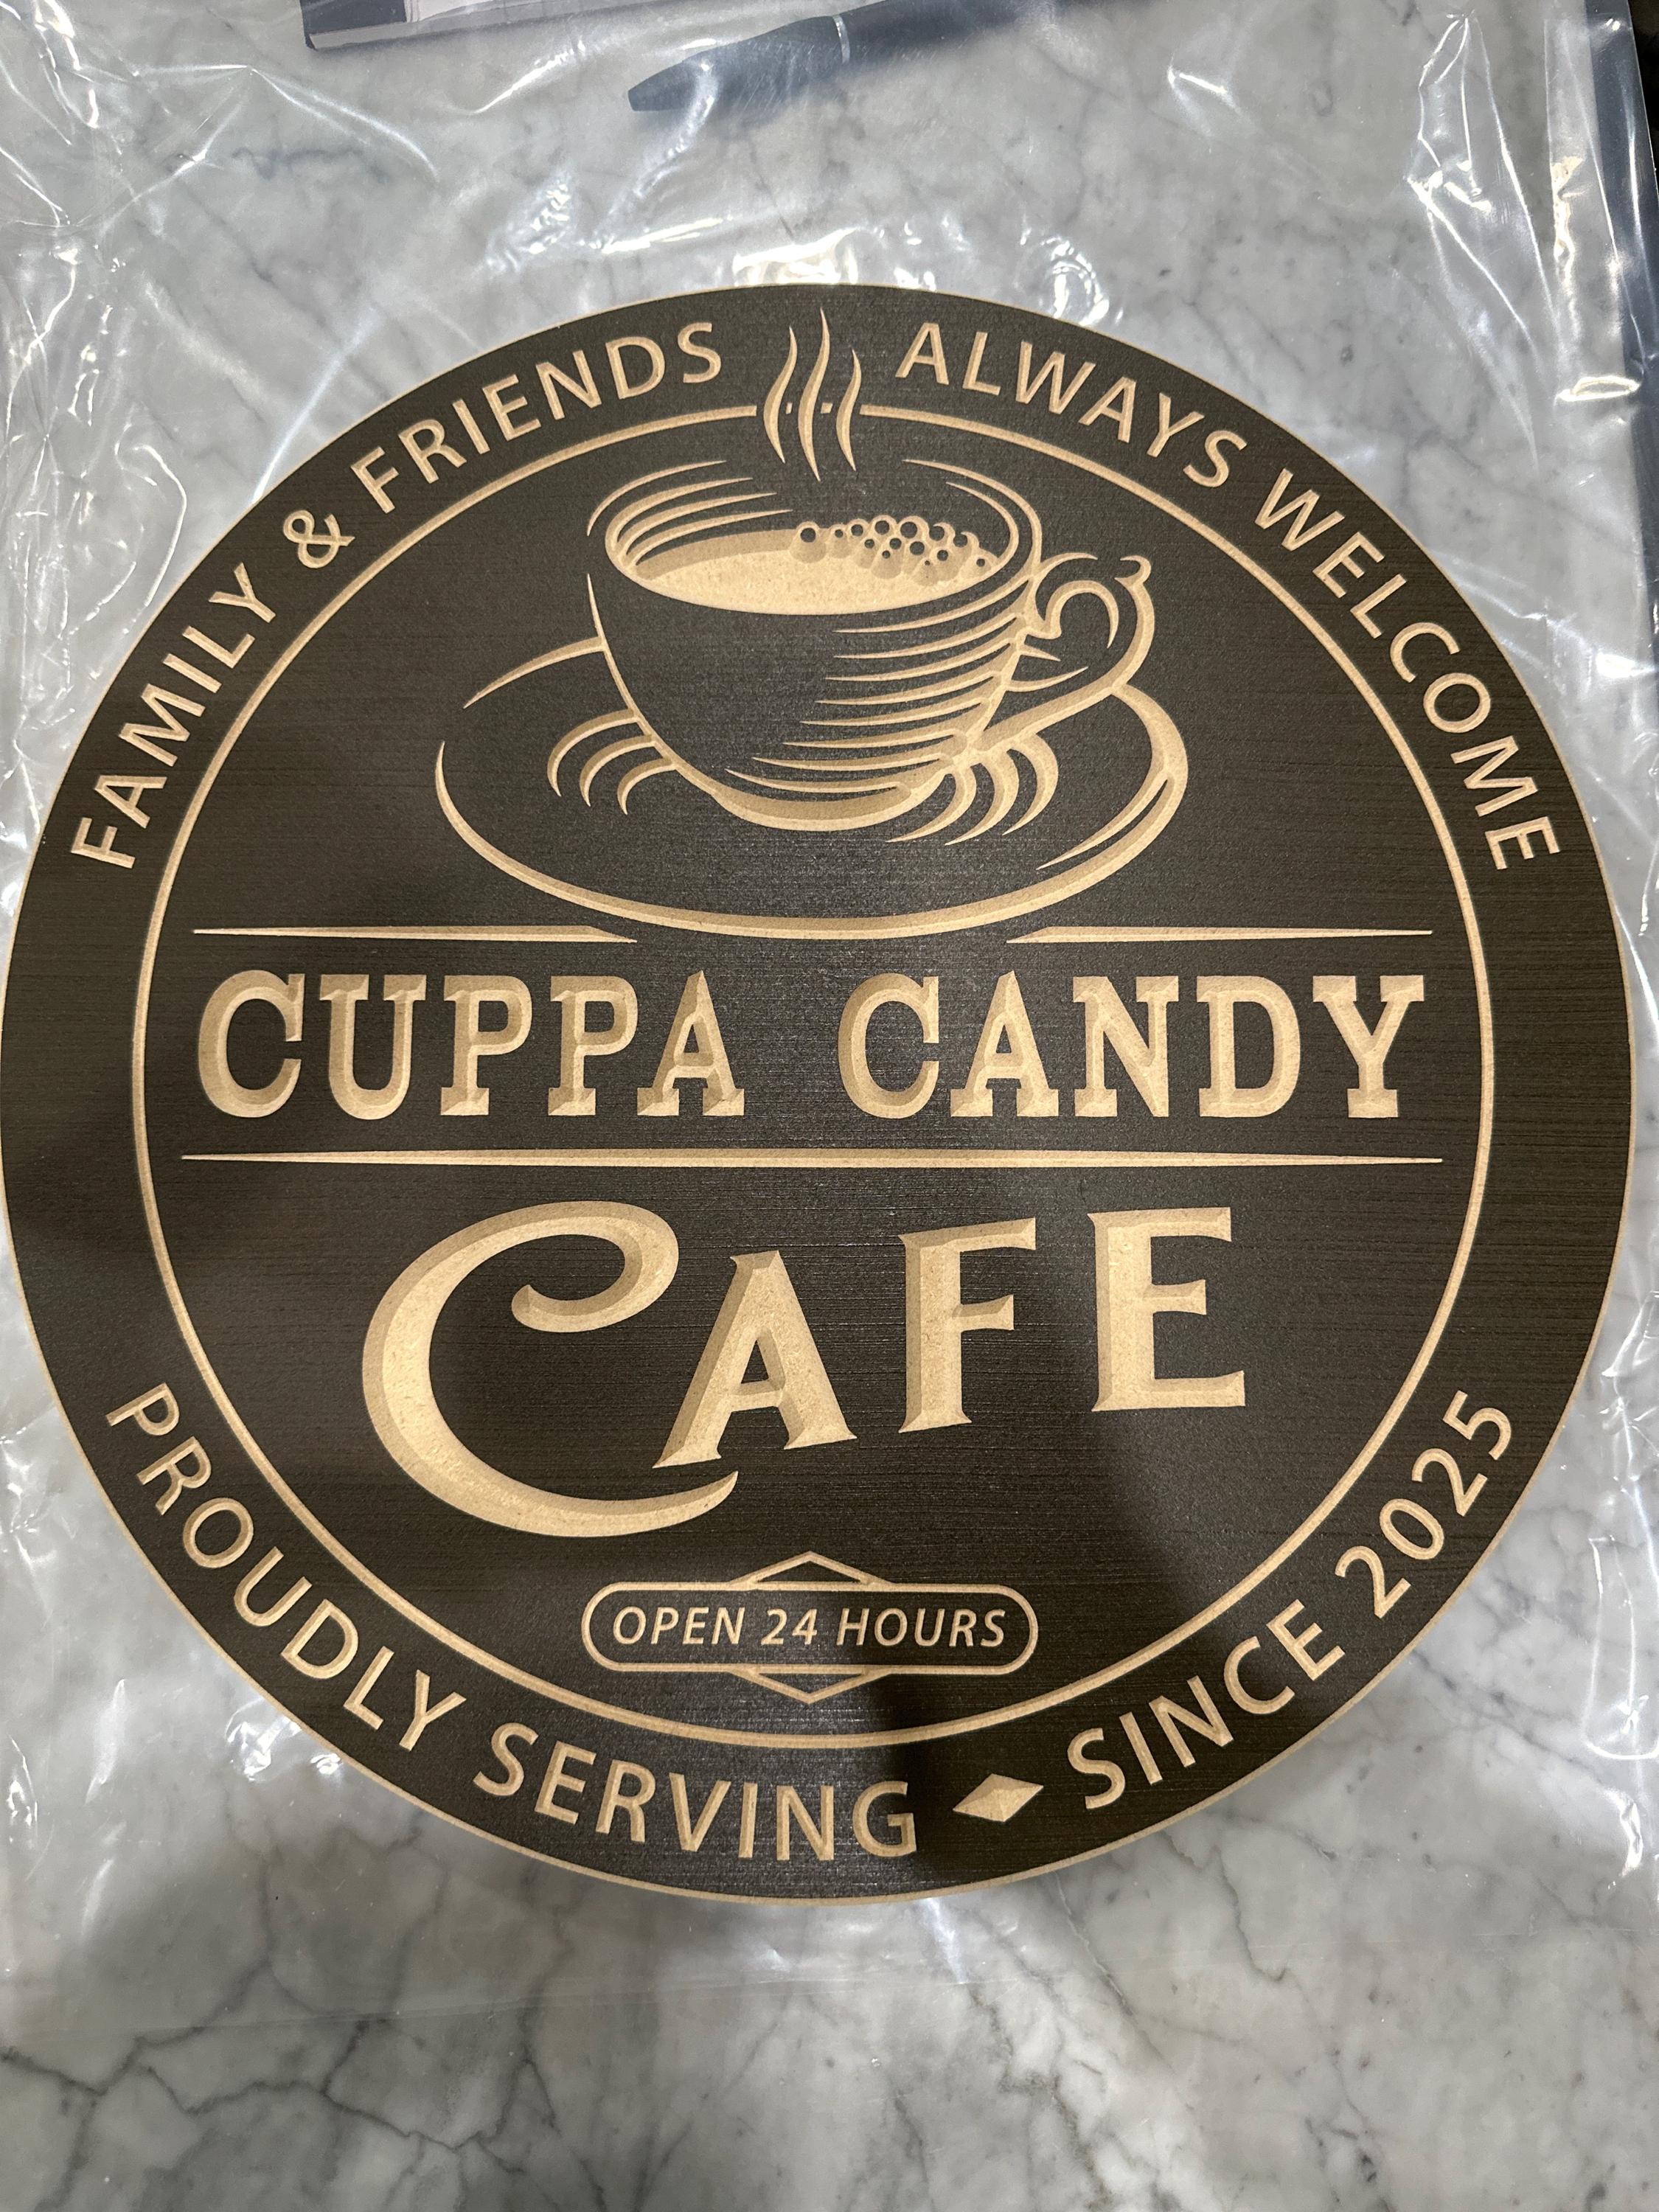 FAMILY & FRIENDS ALWAYS WELCOME
CUPPA CANDY
CAFE
OPEN 24 HOURS
PROUDLY SERVING ◆ SINCE 2025